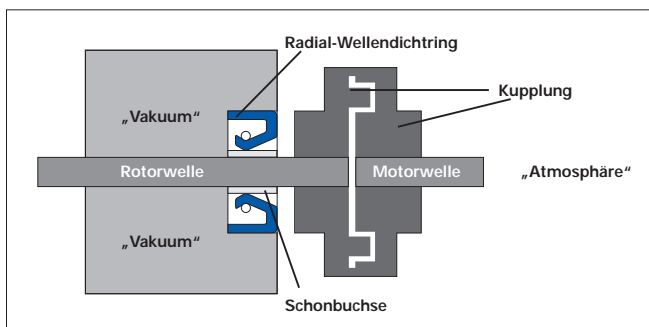 Radial-Wellendichtring
Kupplung
„Vakuum“
Rotorwelle
Motorwelle
„Atmosphäre“
„Vakuum“
Schonbuchse